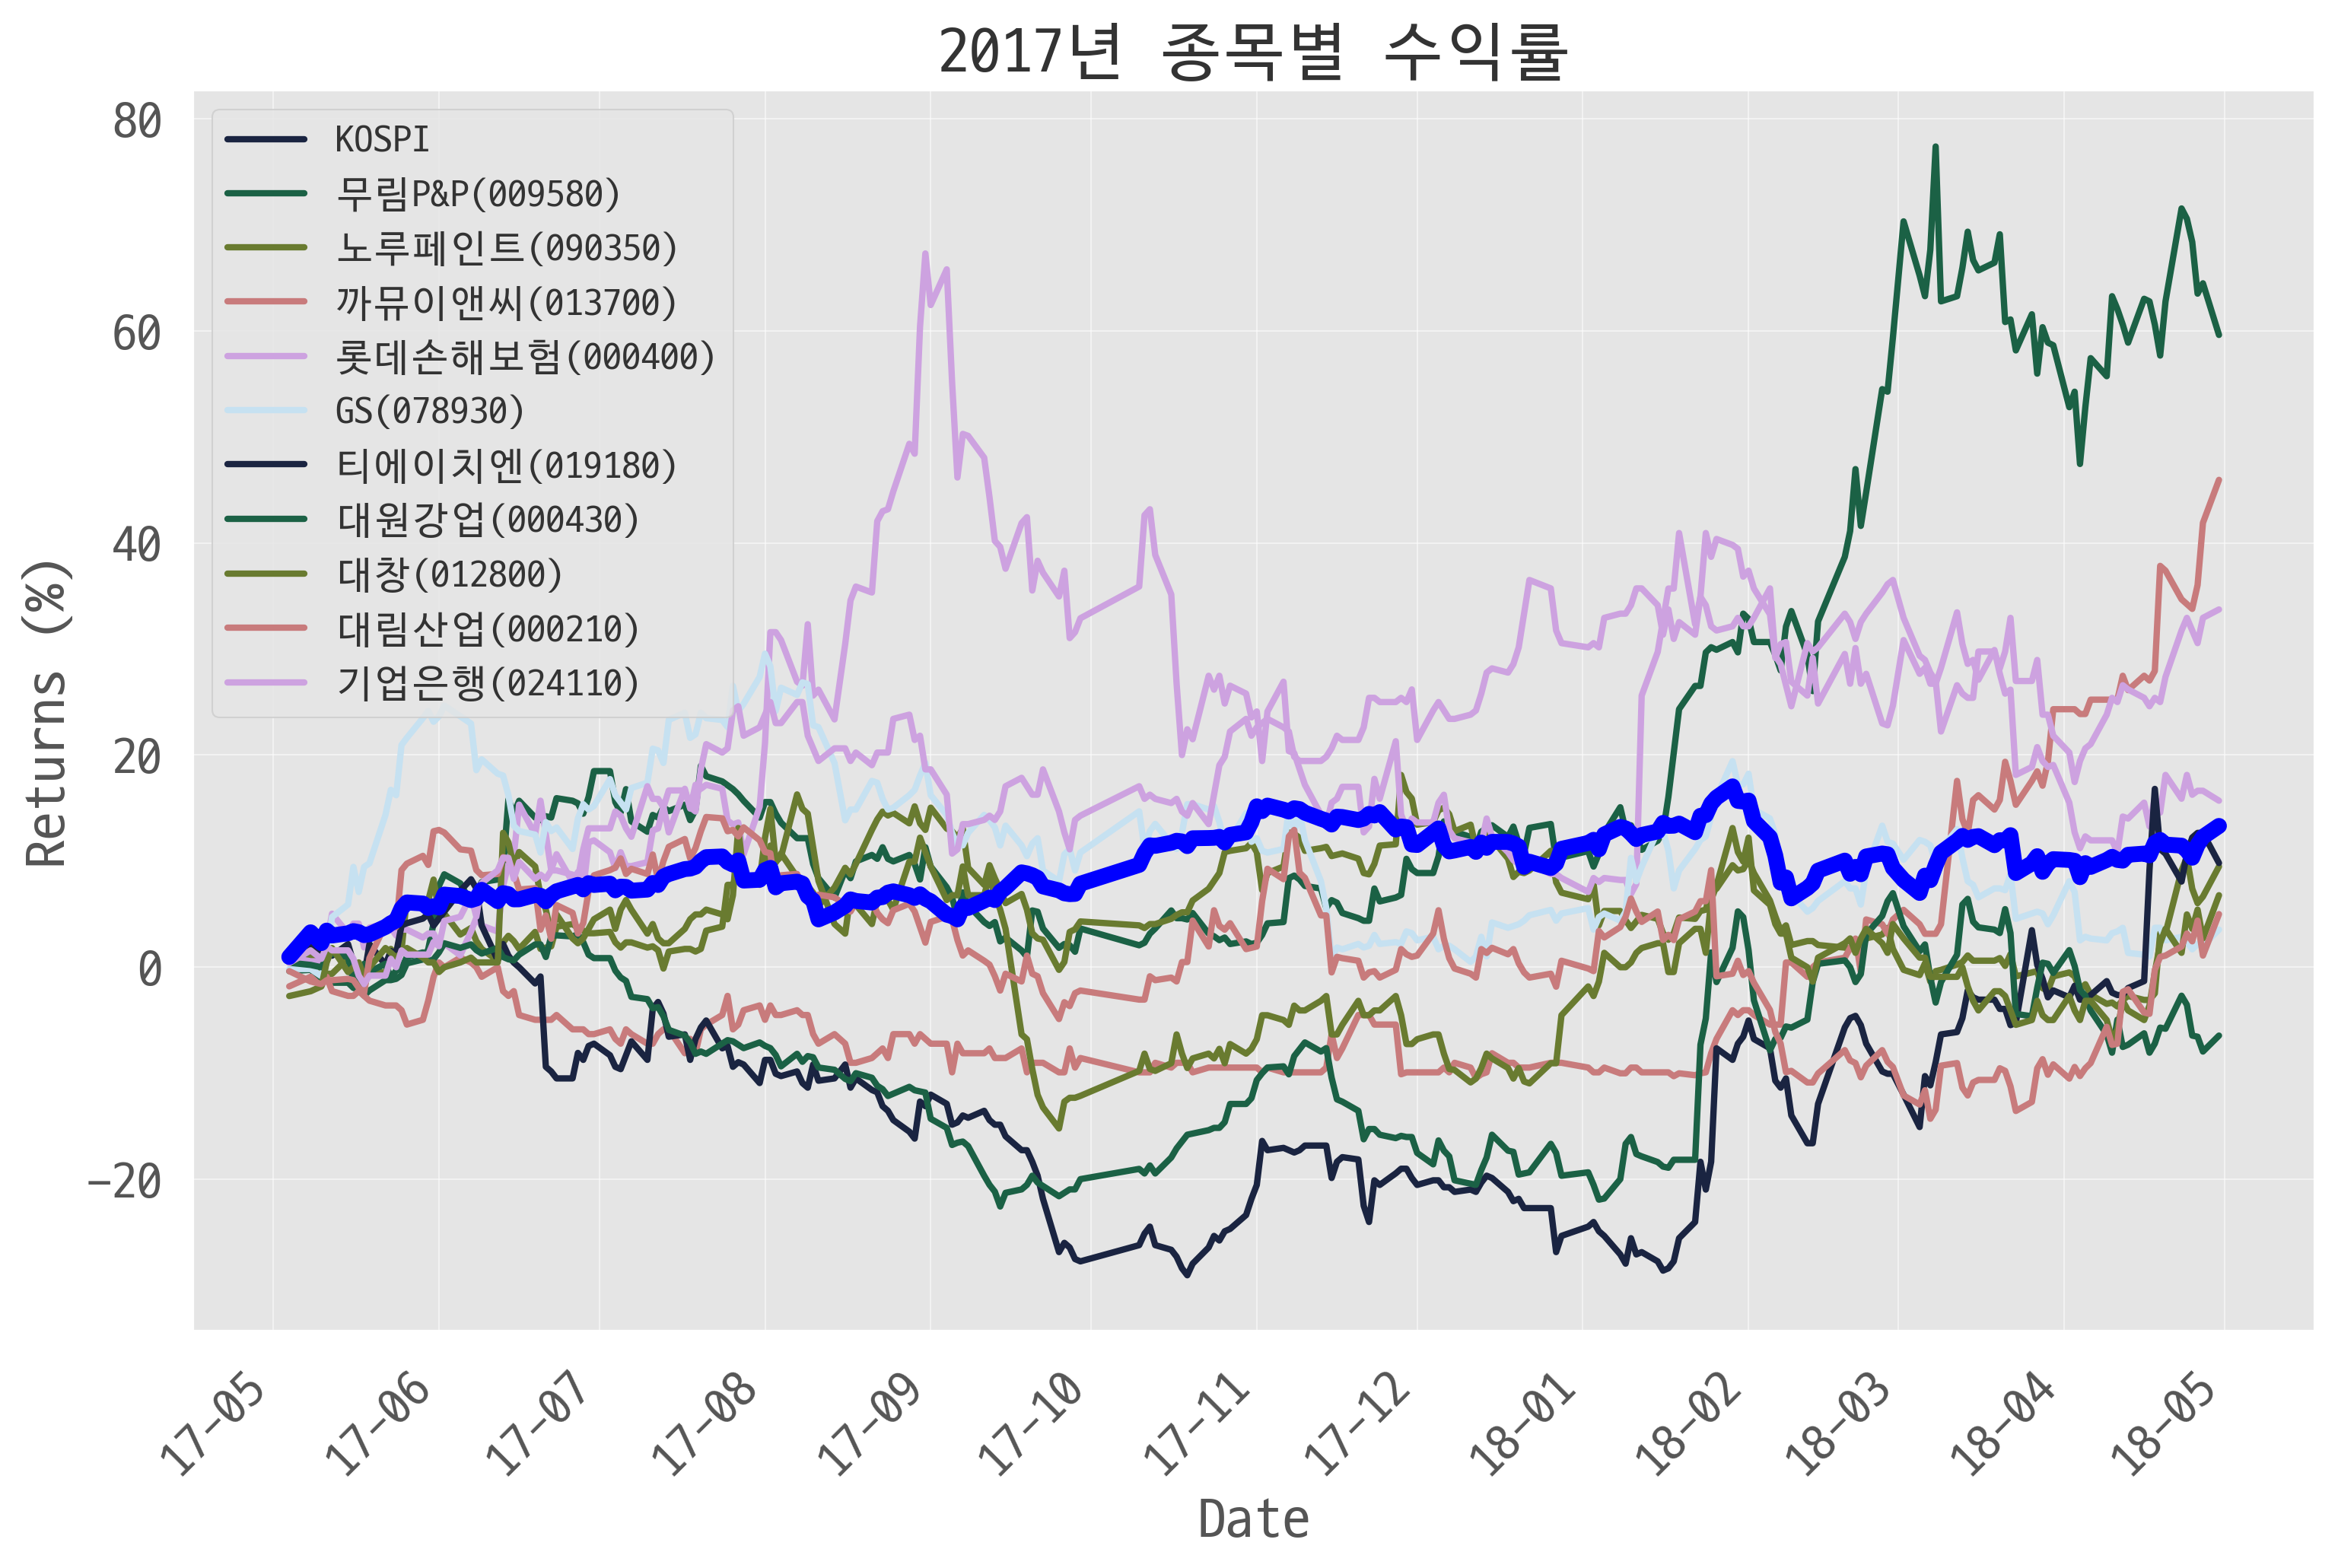 2017년 종목별 수익률
KOSPI
무림P&P(009580)
노루페인트(090350)
까뮤이앤씨(013700)
롯데손해보험(000400)
GS(078930)
티에이치엔(019180)
대원강업(000430)
대창(012800)
대림산업(000210)
기업은행(024110)
Returns (%)
80
60
40
20
0
−20
17-05
17-06
17-07
17-08
17-09
17-10
17-11
17-12
18-01
18-02
18-03
18-04
18-05
Date